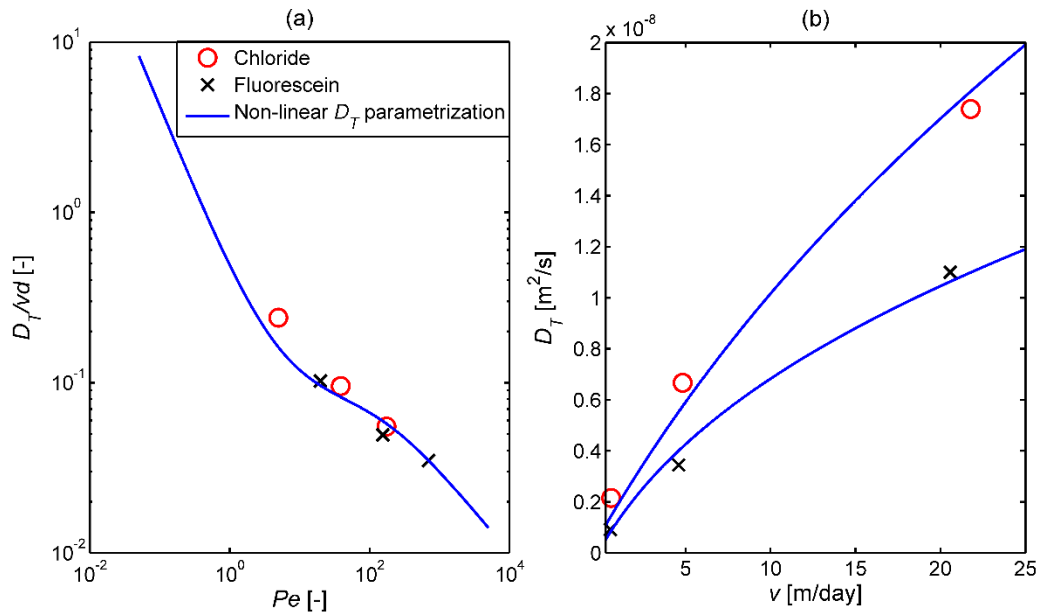 (a)
10^1
10^0
10^-1
10^-2
D_T/vd [-]
10^-2
10^0
10^2
10^4
Pe [-]
Chloride
Fluorescein
Non-linear D_T parametrization
(b)
x 10^-8
2
1.8
1.6
1.4
1.2
1
0.8
0.6
0.4
0.2
0
D_T [m^2/s]
5
10
15
20
25
v [m/day]